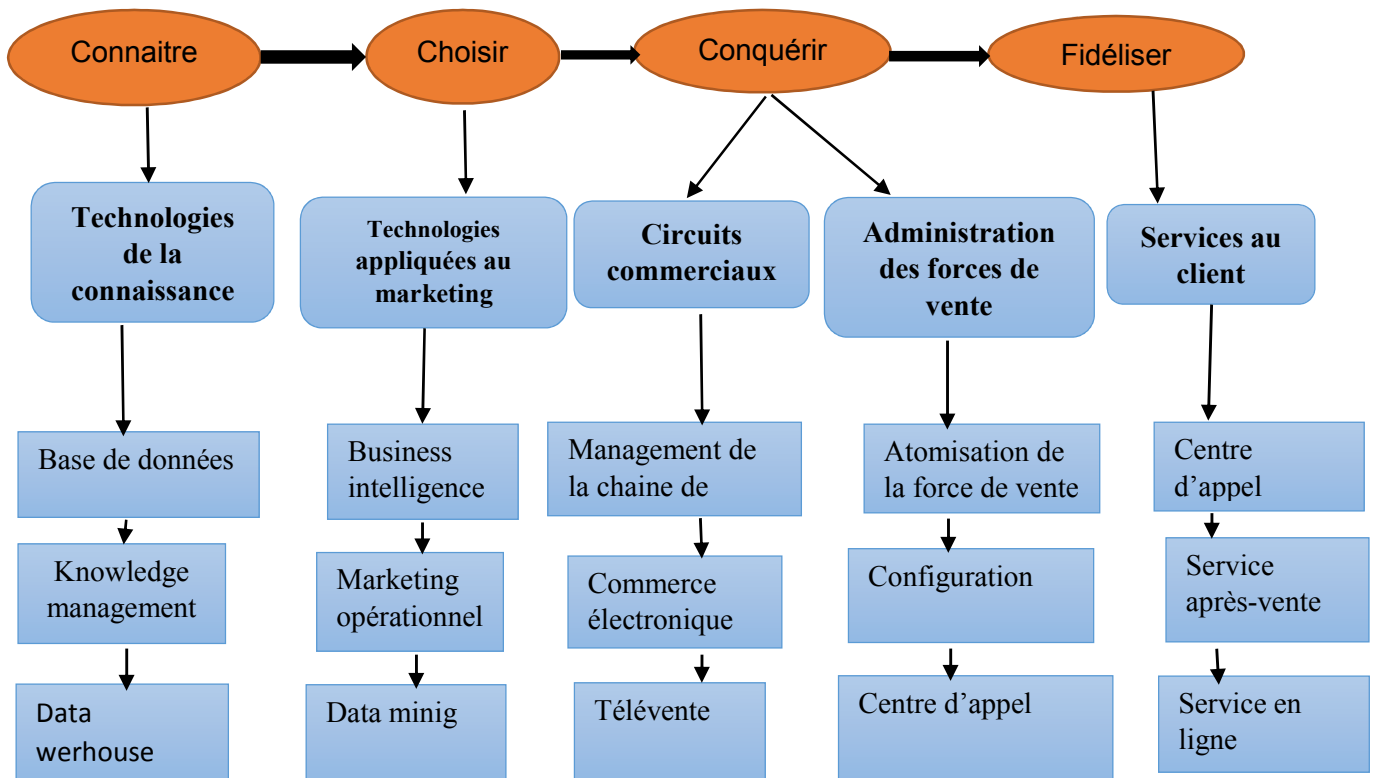 Connaitre
Choisir
Conquérir
Fidéliser
Technologies
de la
connaissance
Technologies
appliquées au
marketing
Circuits
commerciaux
Administration
des forces de
vente
Services au
client
Base de données
Business
intelligence
Management de
la chaine de
Atomisation de
la force de vente
Centre
d'appel
Knowledge
management
Marketing
opérationnel
Commerce
électronique
Configuration
Service
après-vente
Data
werhouse
Data minig
Télévente
Centre d'appel
Service en
ligne